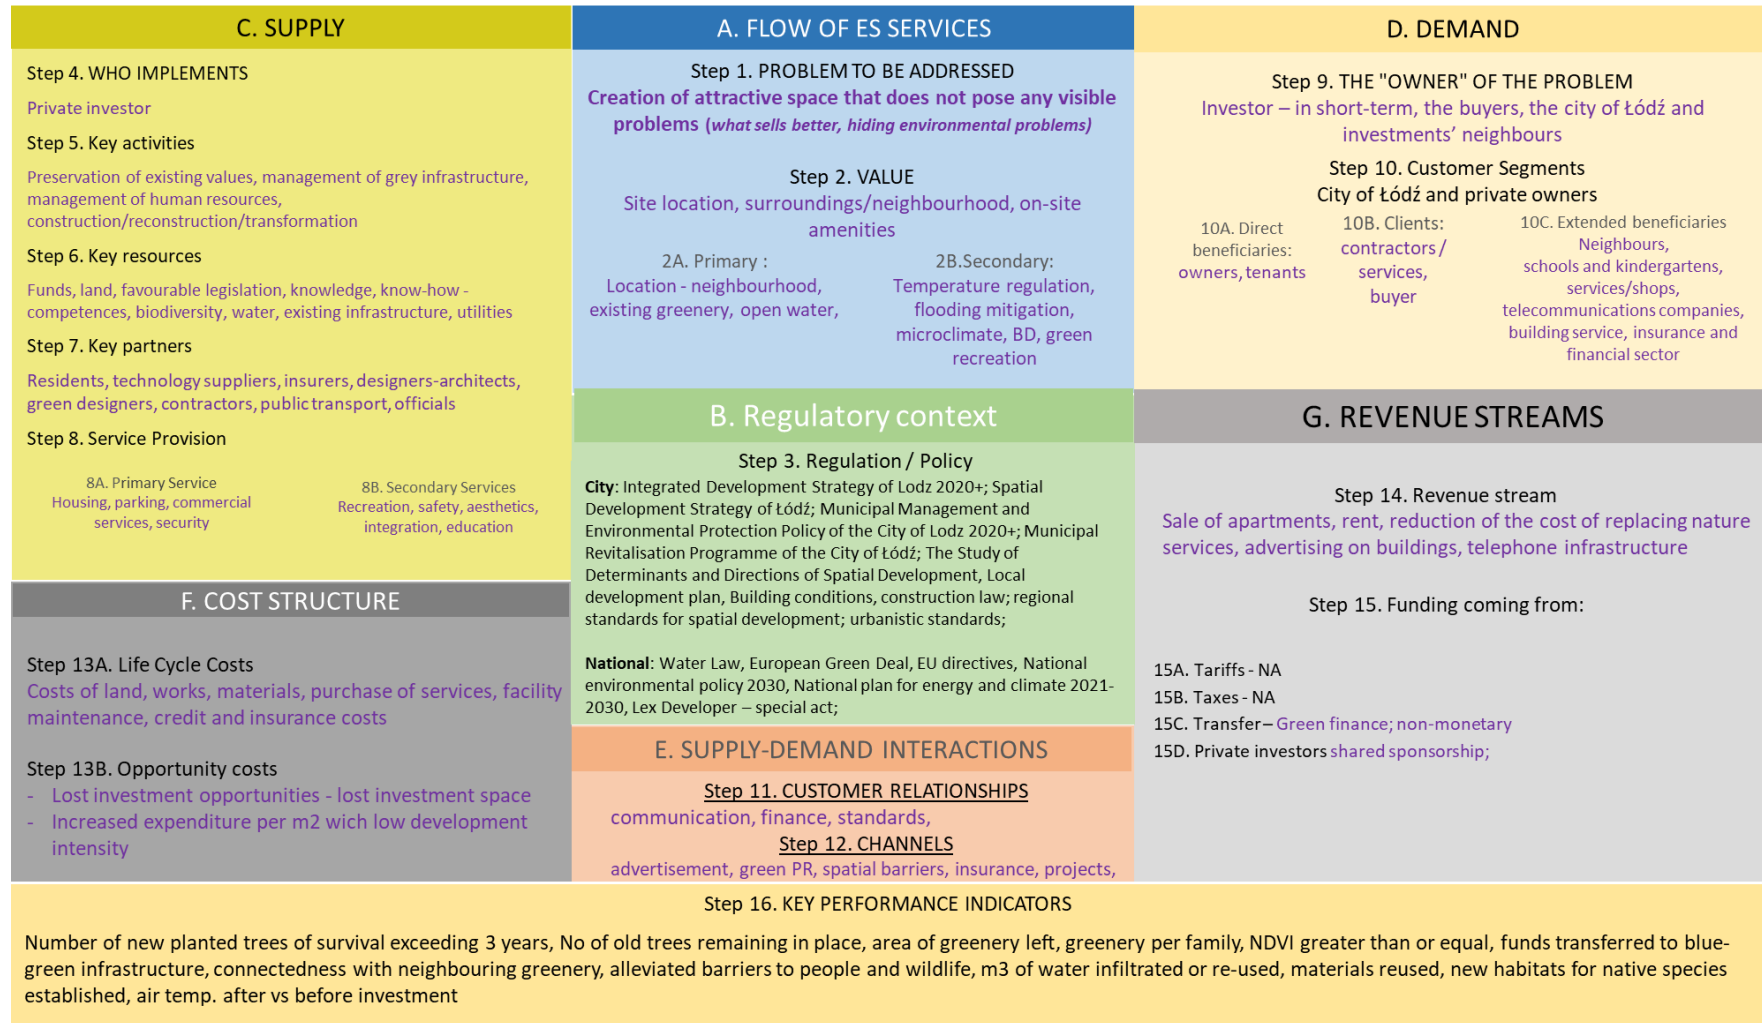 C. SUPPLY
Step 4. WHO IMPLEMENTS
Private investor
Step 5. Key activities
Preservation of existing values, management of grey infrastructure,
management of human resources,
construction/reconstruction/transformation
Step 6. Key resources
Funds, land, favourable legislation, knowledge, know-how -
competences, biodiversity, water, existing infrastructure, utilities
Step 7. Key partners
Residents, technology suppliers, insurers, designers-architects,
green designers, contractors, public transport, officials
Step 8. Service Provision
8A. Primary Service
Housing, parking, commercial
services, security
8B. Secondary Services
Recreation, safety, aesthetics,
integration, education
A. FLOW OF ES SERVICES
Step 1. PROBLEM TO BE ADDRESSED
Creation of attractive space that does not pose any visible
problems (what sells better, hiding environmental problems)
Step 2. VALUE
Site location, surroundings/neighbourhood, on-site
amenities
2A. Primary :
Location - neighbourhood,
existing greenery, open water,
2B.Secondary:
Temperature regulation,
flooding mitigation,
microclimate, BD, green
recreation
D. DEMAND
Step 9. THE "OWNER" OF THE PROBLEM
Investor – in short-term, the buyers, the city of Łódź and
investments’ neighbours
Step 10. Customer Segments
City of Łódź and private owners
10A. Direct
beneficiaries:
owners, tenants
10B. Clients:
contractors /
services,
buyer
10C. Extended beneficiaries
Neighbours,
schools and kindergartens,
services/shops,
telecommunications companies,
building service, insurance and
financial sector
B. Regulatory context
Step 3. Regulation / Policy
City: Integrated Development Strategy of Lodz 2020+; Spatial
Development Strategy of Łódź; Municipal Management and
Environmental Protection Policy of the City of Lodz 2020+; Municipal
Revitalisation Programme of the City of Łódź; The Study of
Determinants and Directions of Spatial Development, Local
development plan, Building conditions, construction law; regional
standards for spatial development; urbanistic standards;
National: Water Law, European Green Deal, EU directives, National
environmental policy 2030, National plan for energy and climate 2021-
2030, Lex Developer – special act;
G. REVENUE STREAMS
Step 14. Revenue stream
Sale of apartments, rent, reduction of the cost of replacing nature
services, advertising on buildings, telephone infrastructure
Step 15. Funding coming from:
15A. Tariffs - NA
15B. Taxes - NA
15C. Transfer – Green finance; non-monetary
15D. Private investors shared sponsorship;
F. COST STRUCTURE
Step 13A. Life Cycle Costs
Costs of land, works, materials, purchase of services, facility
maintenance, credit and insurance costs
Step 13B. Opportunity costs
- Lost investment opportunities - lost investment space
- Increased expenditure per m2 wich low development
intensity
E. SUPPLY-DEMAND INTERACTIONS
Step 11. CUSTOMER RELATIONSHIPS
communication, finance, standards,
Step 12. CHANNELS
advertisement, green PR, spatial barriers, insurance, projects,
Step 16. KEY PERFORMANCE INDICATORS
Number of new planted trees of survival exceeding 3 years, No of old trees remaining in place, area of greenery left, greenery per family, NDVI greater than or equal, funds transferred to blue-
green infrastructure, connectedness with neighbouring greenery, alleviated barriers to people and wildlife, m3 of water infiltrated or re-used, materials reused, new habitats for native species
established, air temp. after vs before investment